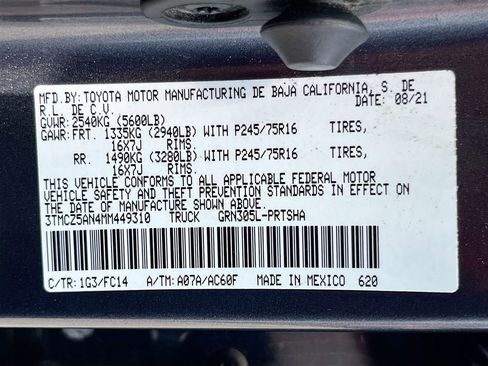 MFD.BY: TOYOTA MOTOR MANUFACTURING DE BAJA CALIFORNIA, S. DE
R.L. DE C.V. DATE: 08/21
GVWR: 2540KG (5600LB)
GAWR: FRT. 1335KG (2940LB) WITH P245/75R16 TIRES,
16X7J RIMS.
RR. 1490KG (3280LB) WITH P245/75R16 TIRES,
16X7J RIMS.
THIS VEHICLE CONFORMS TO ALL APPLICABLE FEDERAL MOTOR
VEHICLE SAFETY AND THEFT PREVENTION STANDARDS IN EFFECT ON
THE DATE OF MANUFACTURE SHOWN ABOVE.
3TMCZ5AN4MM449310 TRUCK GRN305L-PRTSHA
C/TR: 1G3/FC14 A/TM: A07A/AC60F MADE IN MEXICO 620